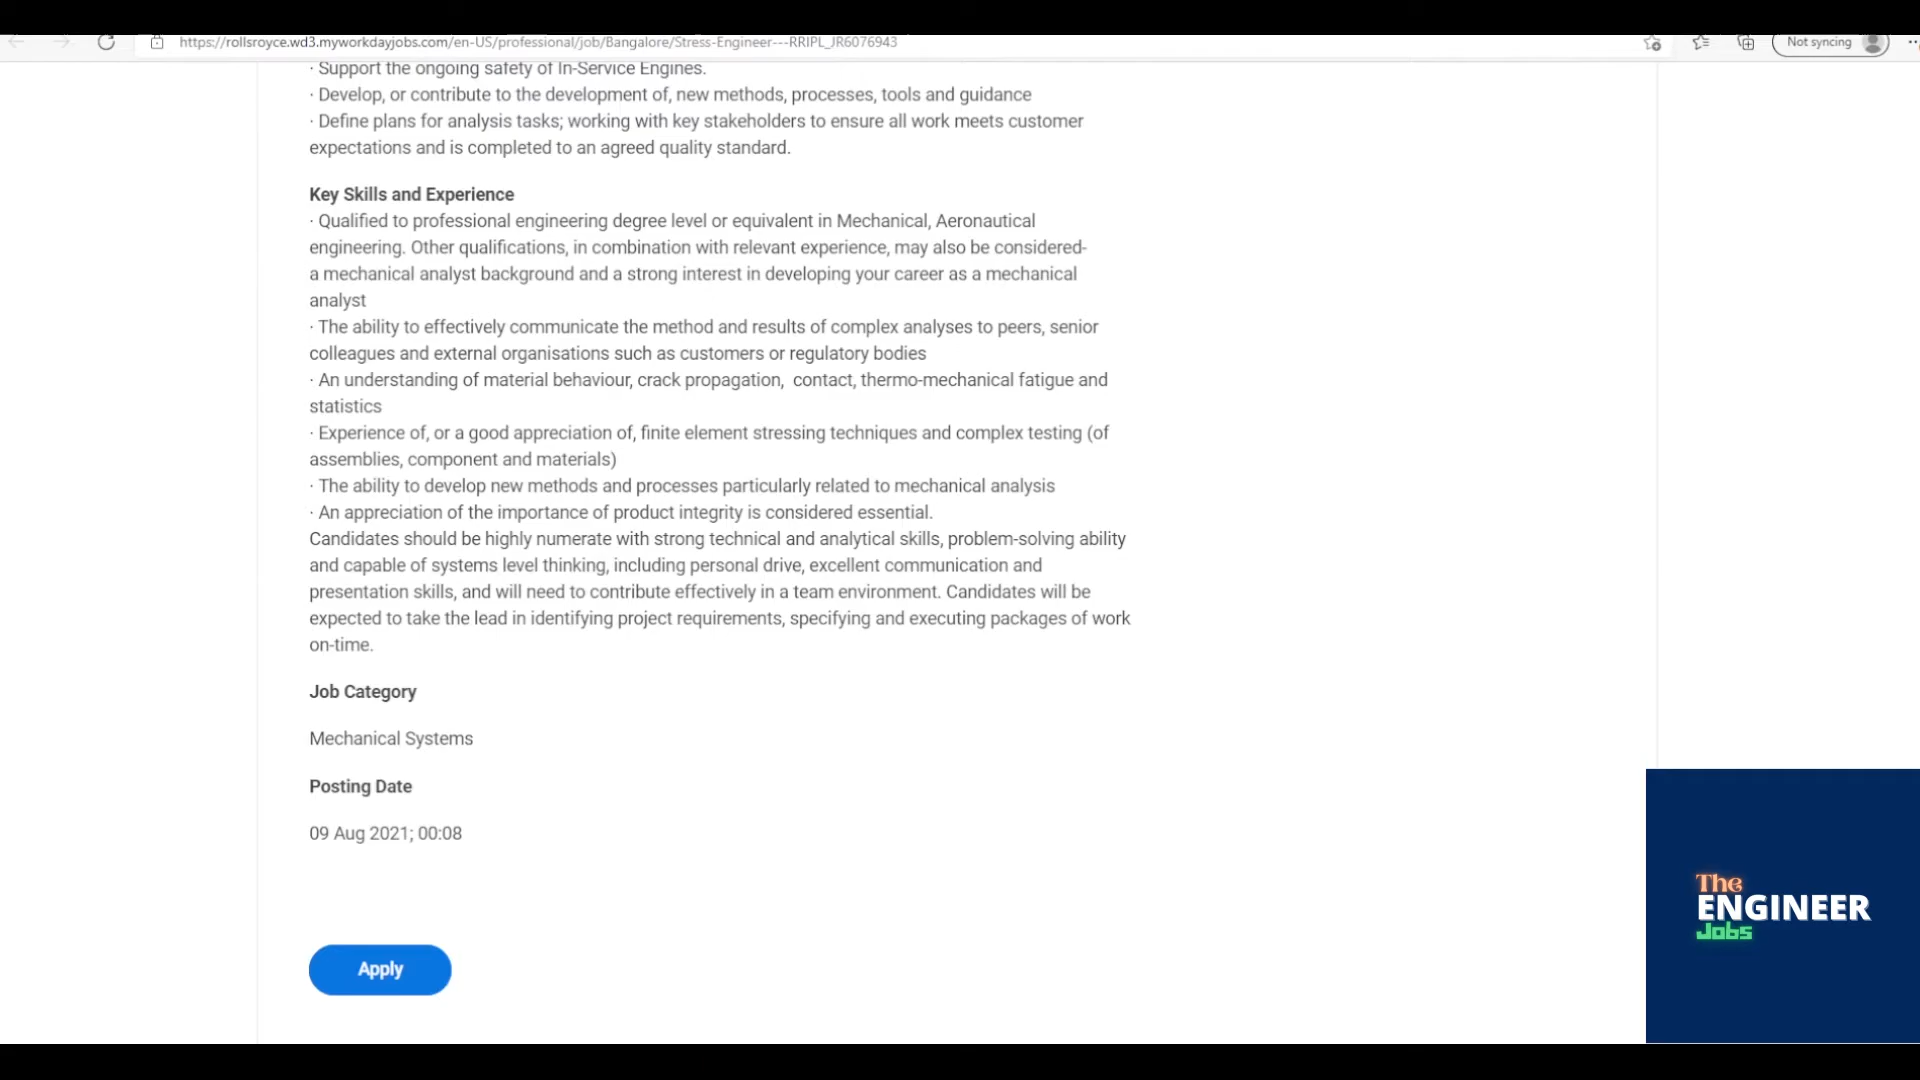 https://rollsroyce.wd3.myworkdayjobs.com/en-US/professional/job/Bangalore/Stress-Engineer---RRIPL_JR6076943
Not syncing
· Support the ongoing safety of In-Service Engines.
· Develop, or contribute to the development of, new methods, processes, tools and guidance
· Define plans for analysis tasks; working with key stakeholders to ensure all work meets customer
expectations and is completed to an agreed quality standard.
Key Skills and Experience
· Qualified to professional engineering degree level or equivalent in Mechanical, Aeronautical
engineering. Other qualifications, in combination with relevant experience, may also be considered-
a mechanical analyst background and a strong interest in developing your career as a mechanical
analyst
· The ability to effectively communicate the method and results of complex analyses to peers, senior
colleagues and external organisations such as customers or regulatory bodies
· An understanding of material behaviour, crack propagation,  contact, thermo-mechanical fatigue and
statistics
· Experience of, or a good appreciation of, finite element stressing techniques and complex testing (of
assemblies, component and materials)
· The ability to develop new methods and processes particularly related to mechanical analysis
· An appreciation of the importance of product integrity is considered essential.
Candidates should be highly numerate with strong technical and analytical skills, problem-solving ability
and capable of systems level thinking, including personal drive, excellent communication and
presentation skills, and will need to contribute effectively in a team environment. Candidates will be
expected to take the lead in identifying project requirements, specifying and executing packages of work
on-time.
Job Category
Mechanical Systems
Posting Date
09 Aug 2021; 00:08
Apply
The
ENGINEER
Jobs